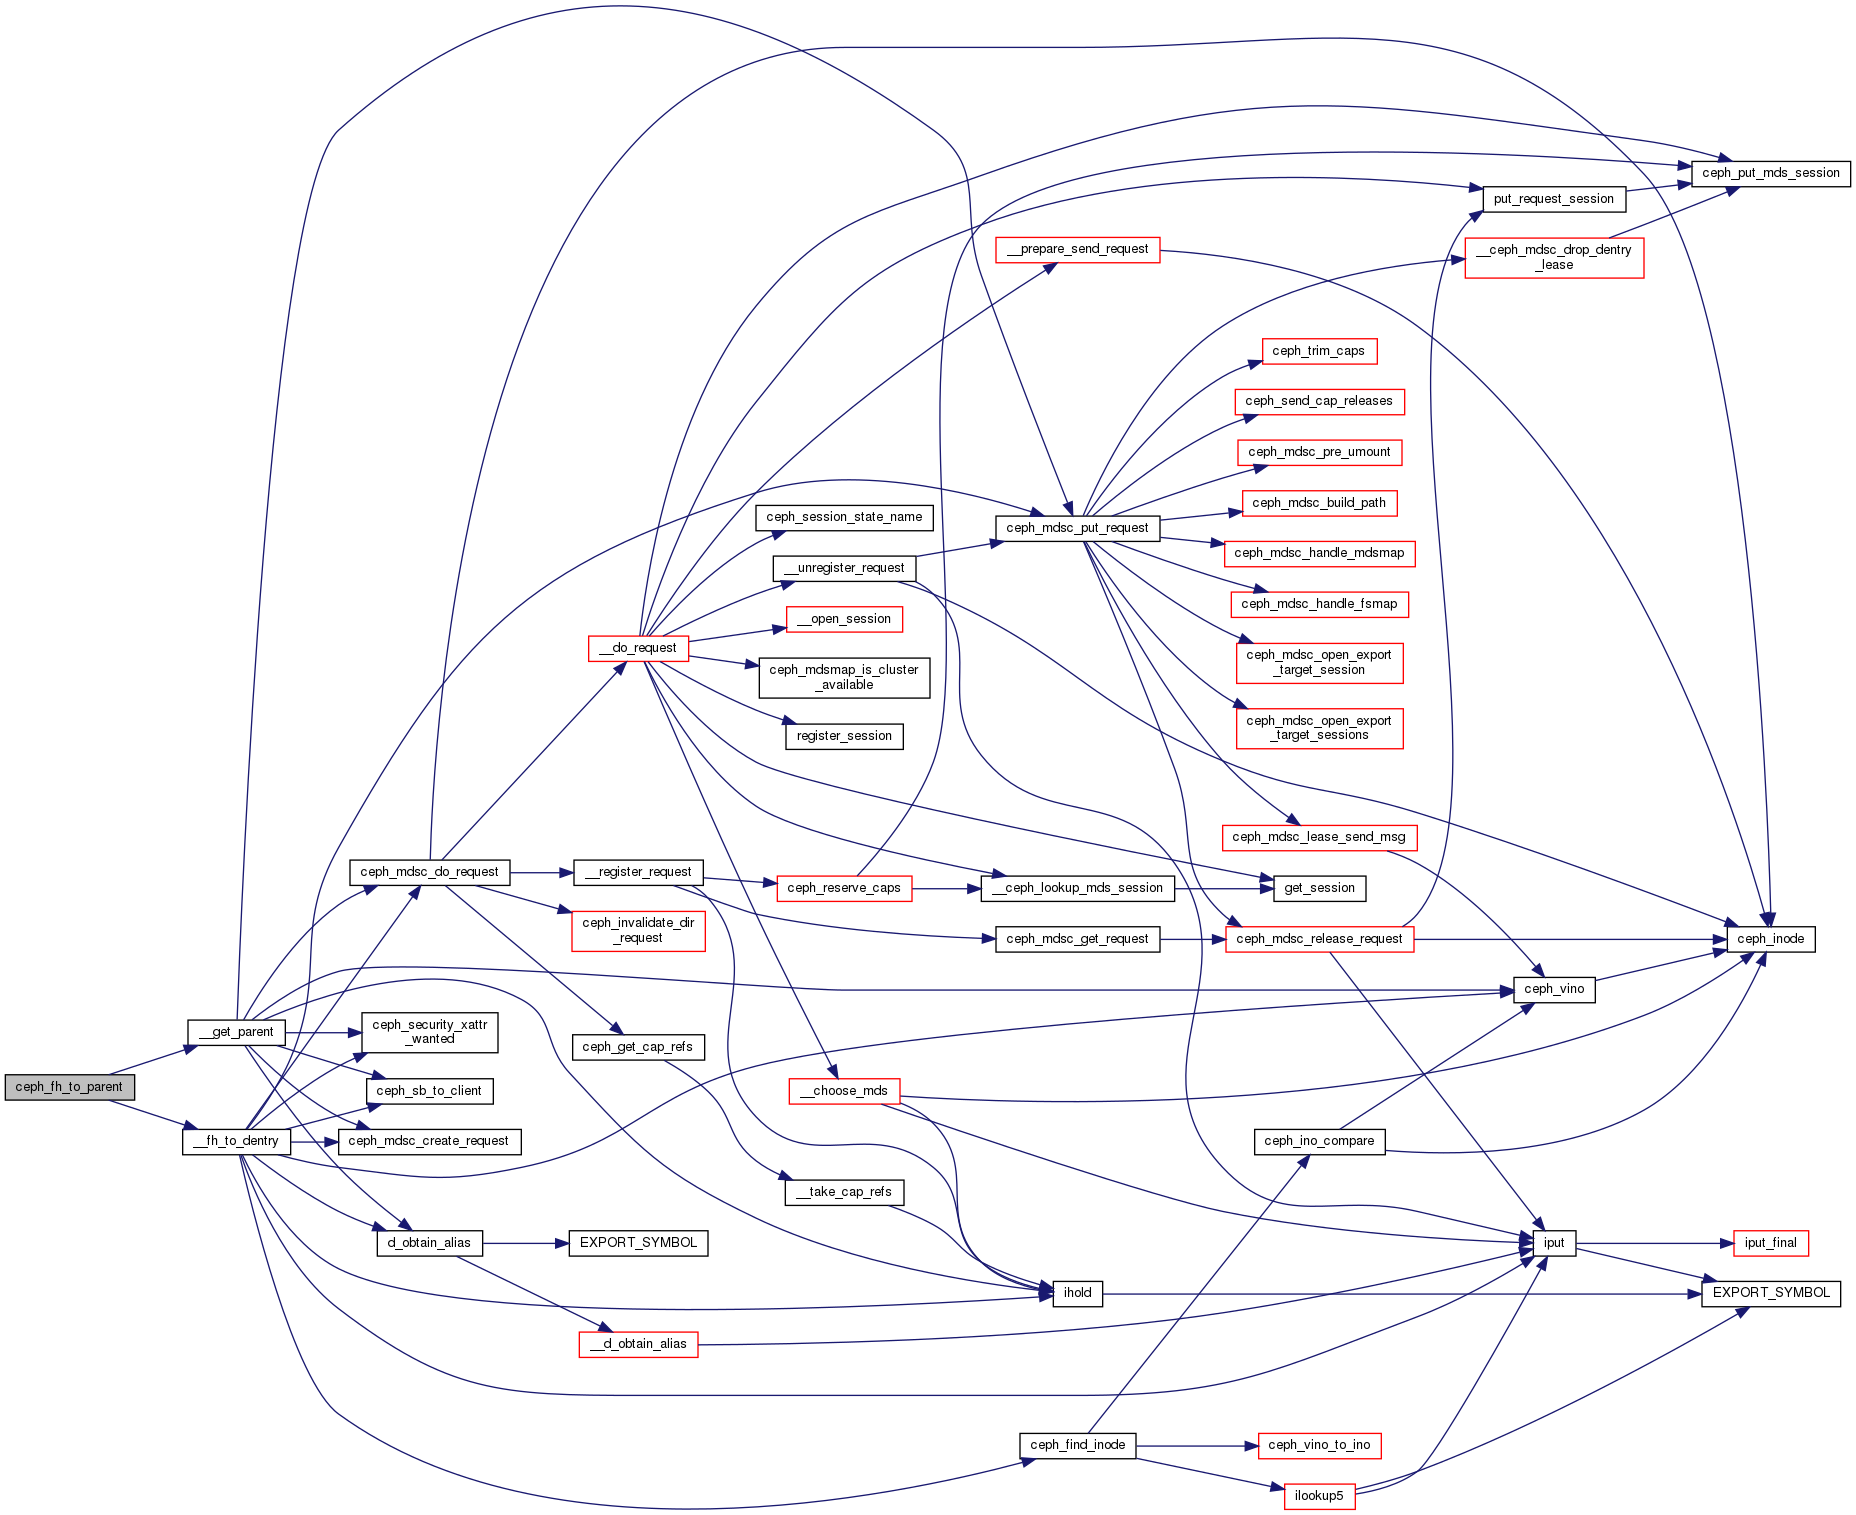 ceph_put_mds_session
put_request_session
__prepare_send_request
__ceph_mdsc_drop_dentry
_lease
ceph_trim_caps
ceph_send_cap_releases
ceph_mdsc_pre_umount
ceph_mdsc_build_path
ceph_session_state_name
ceph_mdsc_put_request
ceph_mdsc_handle_mdsmap
__unregister_request
ceph_mdsc_handle_fsmap
__open_session
__do_request
ceph_mdsc_open_export
_target_session
ceph_mdsmap_is_cluster
_available
ceph_mdsc_open_export
_target_sessions
register_session
ceph_mdsc_lease_send_msg
ceph_mdsc_do_request
__register_request
ceph_reserve_caps
__ceph_lookup_mds_session
get_session
ceph_invalidate_dir
_request
ceph_mdsc_get_request
ceph_mdsc_release_request
ceph_inode
ceph_vino
__get_parent
ceph_security_xattr
_wanted
ceph_get_cap_refs
ceph_fh_to_parent
ceph_sb_to_client
__choose_mds
__fh_to_dentry
ceph_mdsc_create_request
ceph_ino_compare
__take_cap_refs
d_obtain_alias
EXPORT_SYMBOL
iput
iput_final
ihold
EXPORT_SYMBOL
__d_obtain_alias
ceph_find_inode
ceph_vino_to_ino
ilookup5